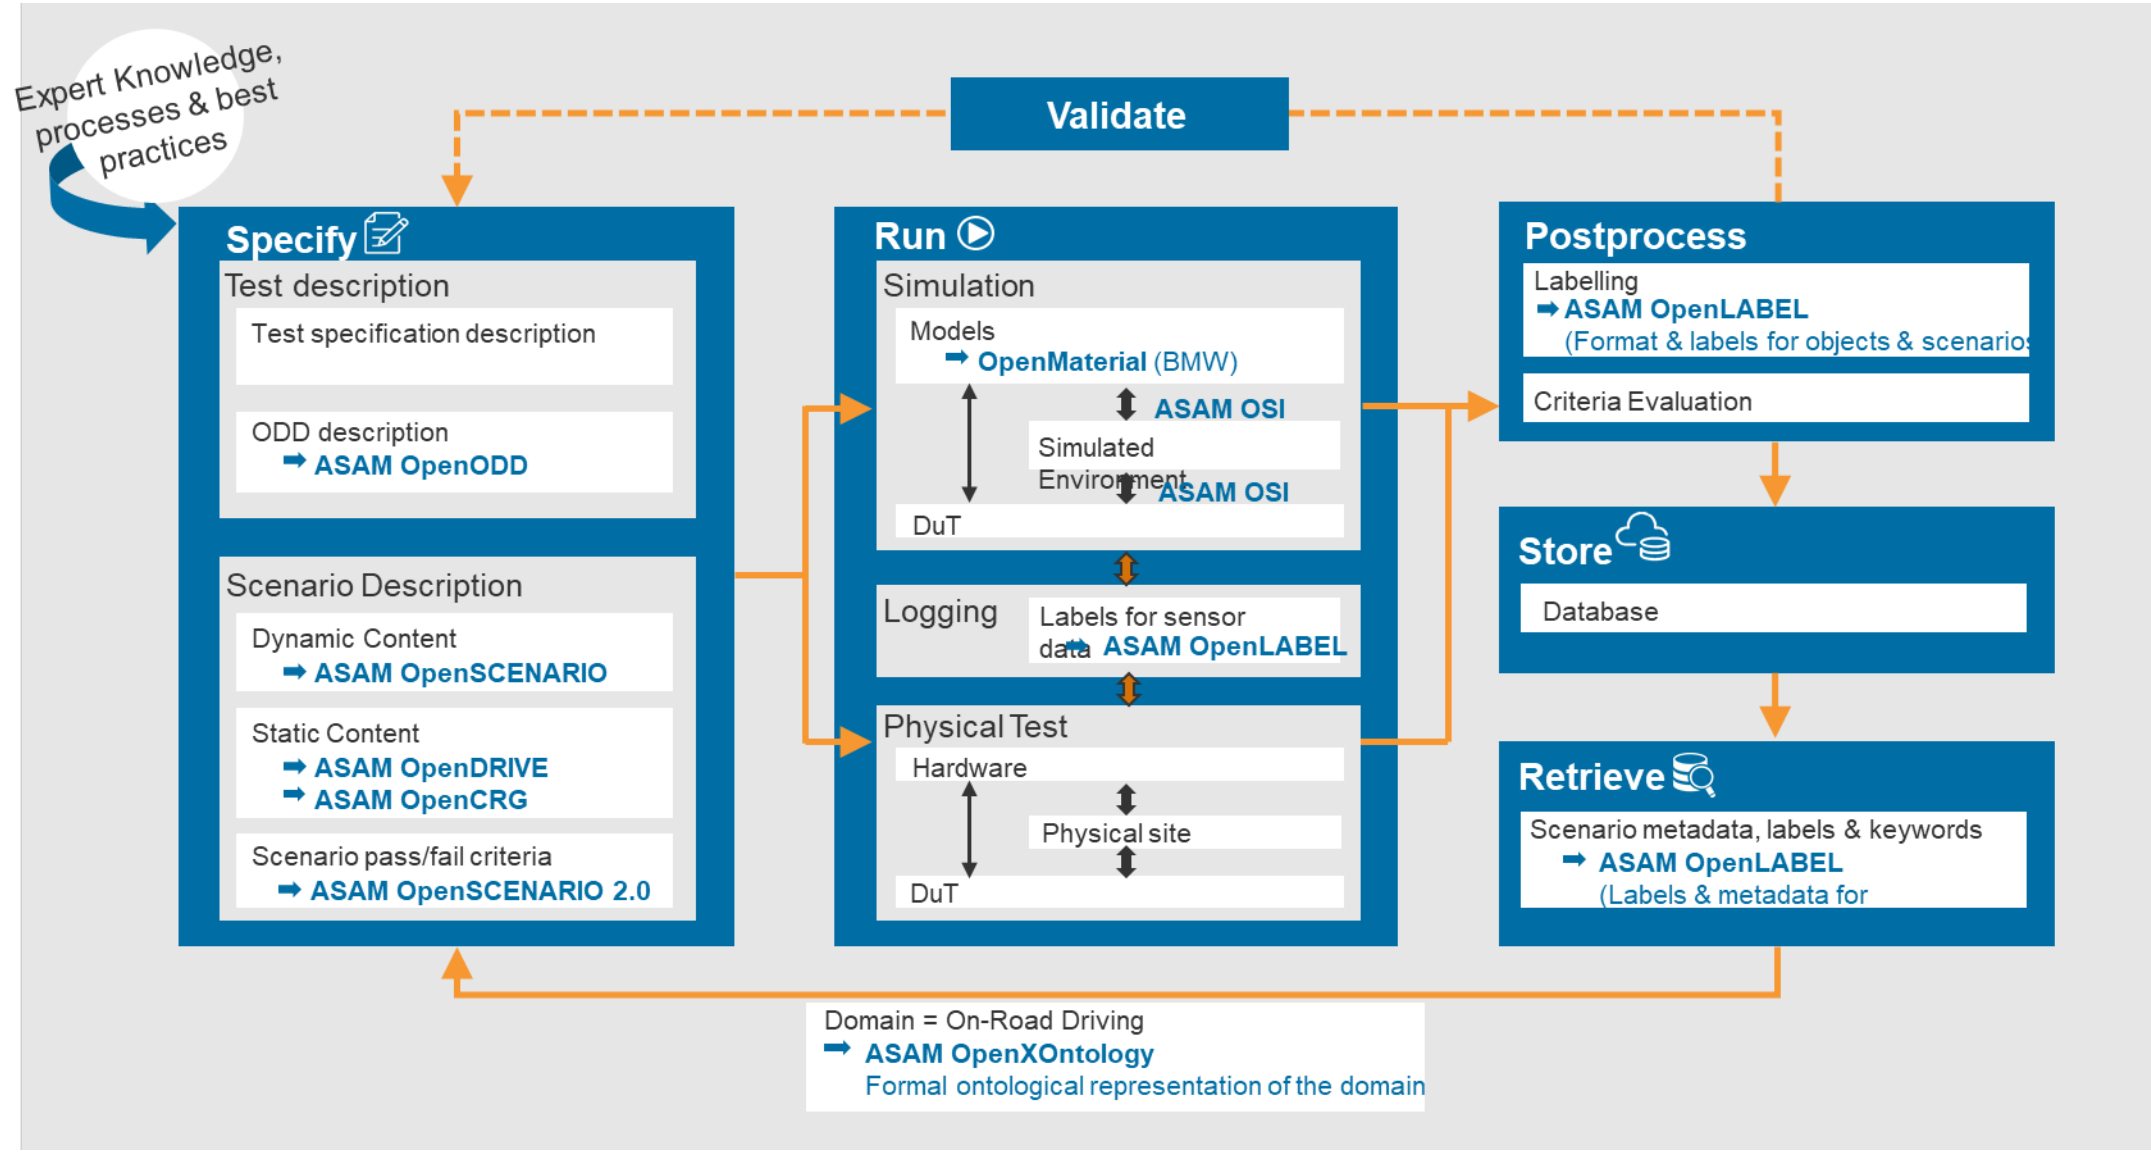 Expert Knowledge,
processes & best
practices
Validate
Specify
Test description
Test specification description
ODD description
ASAM OpenODD
Scenario Description
Dynamic Content
ASAM OpenSCENARIO
Static Content
ASAM OpenDRIVE
ASAM OpenCRG
Scenario pass/fail criteria
ASAM OpenSCENARIO 2.0
Run
Simulation
Models
OpenMaterial (BMW)
ASAM OSI
Simulated
Environment
ASAM OSI
DuT
Logging
Labels for sensor
data
ASAM OpenLABEL
Physical Test
Hardware
Physical site
DuT
Postprocess
Labelling
ASAM OpenLABEL
(Format & labels for objects & scenarios
Criteria Evaluation
Store
Database
Retrieve
Scenario metadata, labels & keywords
ASAM OpenLABEL
(Labels & metadata for
Domain = On-Road Driving
ASAM OpenXOntology
Formal ontological representation of the domain